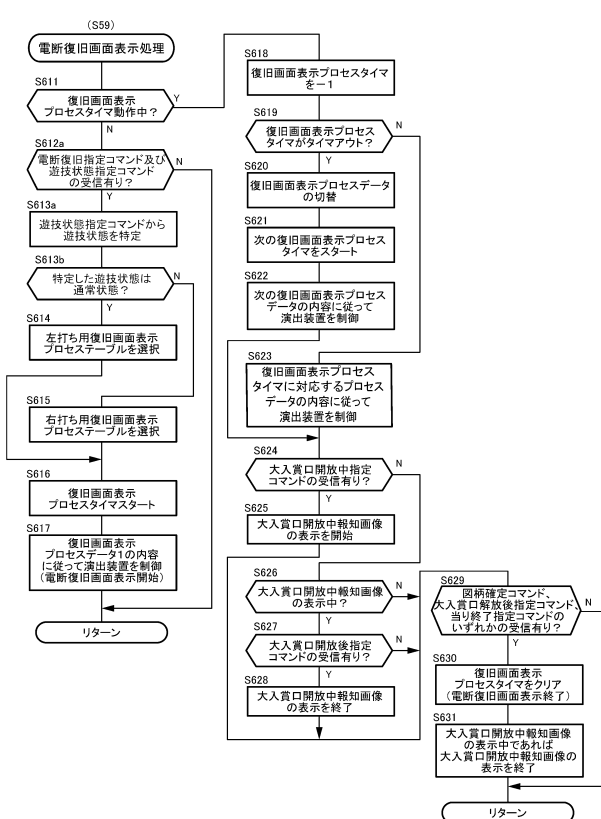 (S59)
電断復旧画面表示処理
S611
復旧画面表示
プロセスタイマ動作中？
Y
N
S612a
電断復旧指定コマンド及び
遊技状態指定コマンド
の受信有り？
N
Y
S613a
遊技状態指定コマンドから
遊技状態を特定
S613b
特定した遊技状態は
通常状態？
N
Y
S614
左打ち用復旧画面表示
プロセステーブルを選択
S615
右打ち用復旧画面表示
プロセステーブルを選択
S616
復旧画面表示
プロセスタイマスタート
S617
復旧画面表示
プロセスデータ1の内容
に従って演出装置を制御
(電断復旧画面表示開始)
リターン
S618
復旧画面表示プロセスタイマ
を－1
S619
復旧画面表示プロセス
タイマがタイムアウト？
N
Y
S620
復旧画面表示プロセスデータ
の切替
S621
次の復旧画面表示プロセス
タイマをスタート
S622
次の復旧画面表示プロセス
データの内容に従って
演出装置を制御
S623
復旧画面表示プロセス
タイマに対応するプロセス
データの内容に従って
演出装置を制御
S624
大入賞口開放中指定
コマンドの受信有り？
N
Y
S625
大入賞口開放中報知画像
の表示を開始
S626
大入賞口開放中報知画像
の表示中？
N
Y
S627
大入賞口開放後指定
コマンドの受信有り？
N
Y
S628
大入賞口開放中報知画像
の表示を終了
S629
図柄確定コマンド、
大入賞口解放後指定コマンド、
当り終了指定コマンドの
いずれかの受信有り？
N
Y
S630
復旧画面表示
プロセスタイマをクリア
(電断復旧画面表示終了)
S631
大入賞口開放中報知画像
の表示中であれば
大入賞口開放中報知画像の
表示を終了
リターン